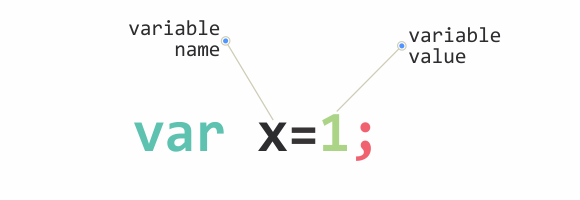 variable
name
variable
value
var x=1;